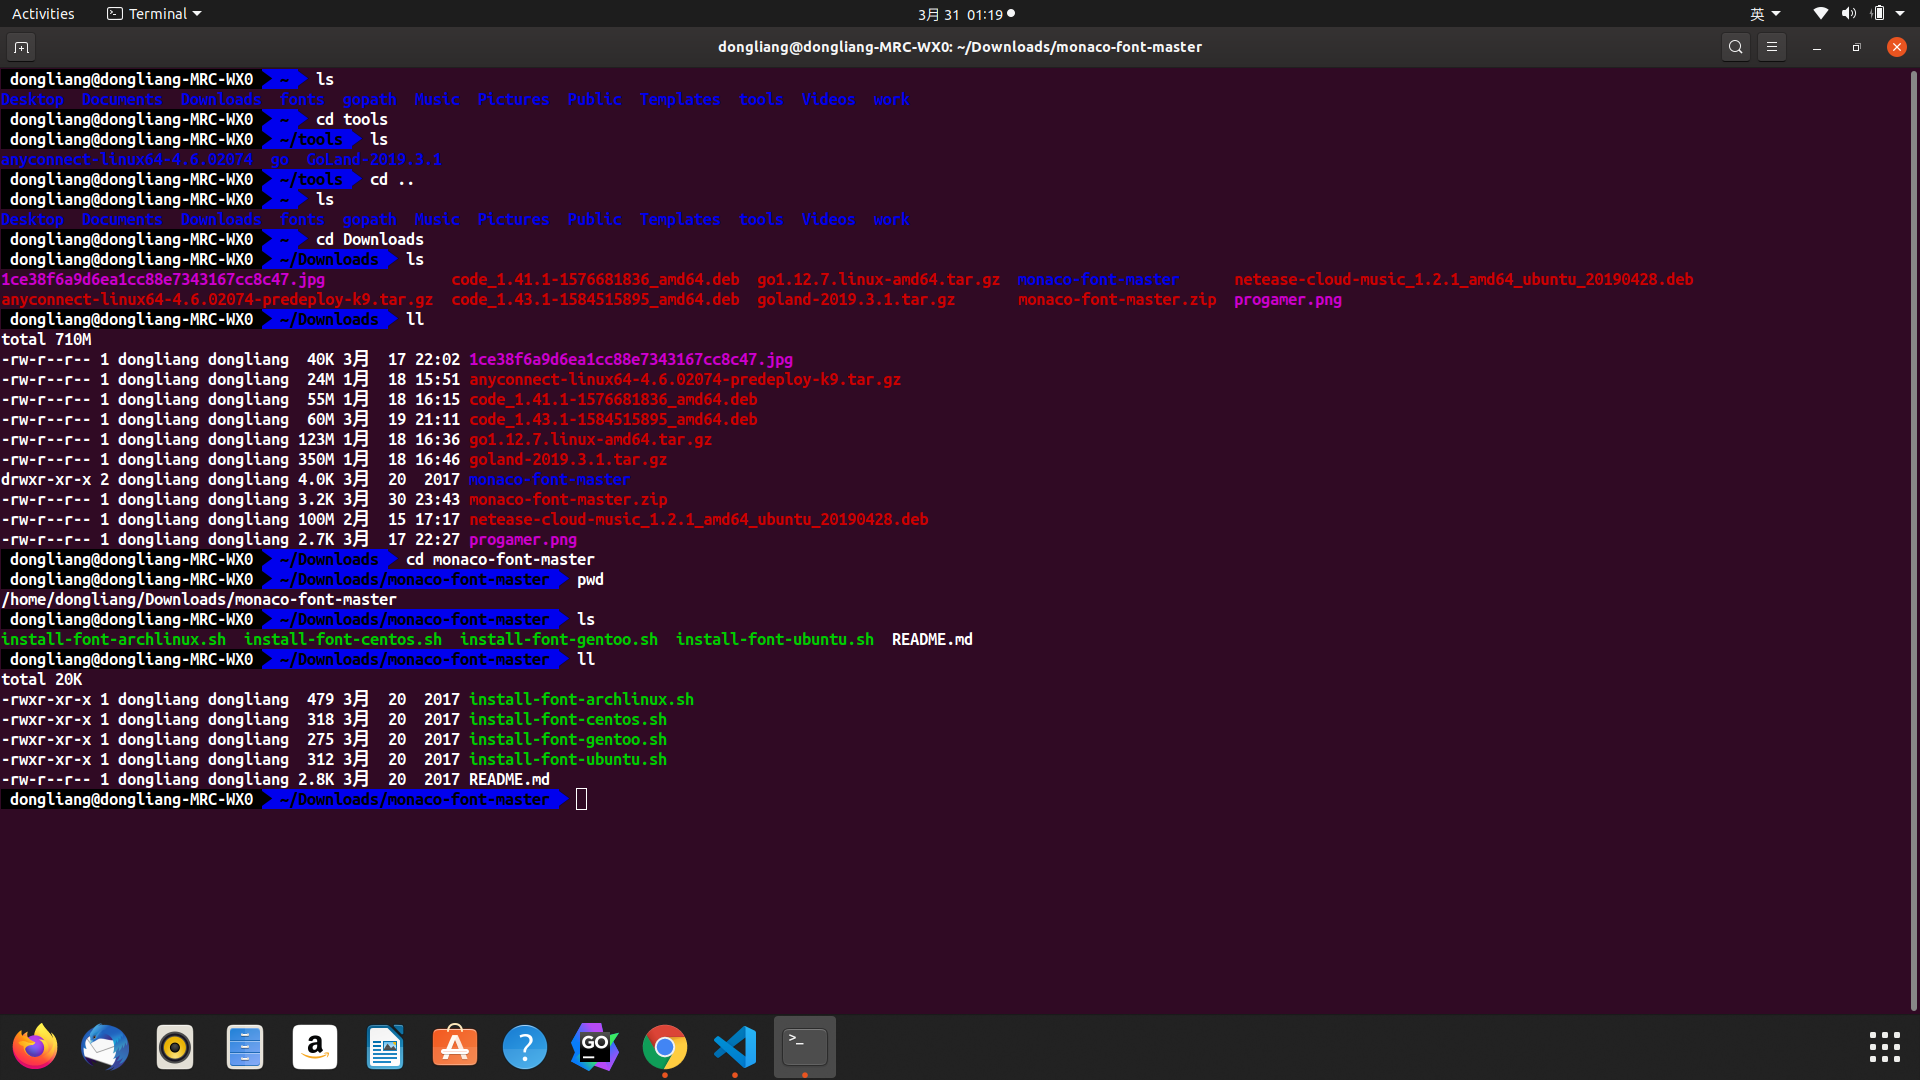 Activities Terminal 3月 31 01:19 英
dongliang@dongliang-MRC-WX0: ~/Downloads/monaco-font-master
dongliang@dongliang-MRC-WX0 ~ ls
Desktop Documents Downloads fonts gopath Music Pictures Public Templates tools Videos work
dongliang@dongliang-MRC-WX0 ~ cd tools
dongliang@dongliang-MRC-WX0 ~/tools ls
anyconnect-linux64-4.6.02074 go GoLand-2019.3.1
dongliang@dongliang-MRC-WX0 ~/tools cd ..
dongliang@dongliang-MRC-WX0 ~ ls
Desktop Documents Downloads fonts gopath Music Pictures Public Templates tools Videos work
dongliang@dongliang-MRC-WX0 ~ cd Downloads
dongliang@dongliang-MRC-WX0 ~/Downloads ls
1ce38f6a9d6ea1cc88e7343167cc8c47.jpg code_1.41.1-1576681836_amd64.deb go1.12.7.linux-amd64.tar.gz monaco-font-master netease-cloud-music_1.2.1_amd64_ubuntu_20190428.deb
anyconnect-linux64-4.6.02074-predeploy-k9.tar.gz code_1.43.1-1584515895_amd64.deb goland-2019.3.1.tar.gz monaco-font-master.zip progamer.png
dongliang@dongliang-MRC-WX0 ~/Downloads ll
total 710M
-rw-r--r-- 1 dongliang dongliang 40K 3月 17 22:02 1ce38f6a9d6ea1cc88e7343167cc8c47.jpg
-rw-r--r-- 1 dongliang dongliang 24M 1月 18 15:51 anyconnect-linux64-4.6.02074-predeploy-k9.tar.gz
-rw-r--r-- 1 dongliang dongliang 55M 1月 18 16:15 code_1.41.1-1576681836_amd64.deb
-rw-r--r-- 1 dongliang dongliang 60M 3月 19 21:11 code_1.43.1-1584515895_amd64.deb
-rw-r--r-- 1 dongliang dongliang 123M 1月 18 16:36 go1.12.7.linux-amd64.tar.gz
-rw-r--r-- 1 dongliang dongliang 350M 1月 18 16:46 goland-2019.3.1.tar.gz
drwxr-xr-x 2 dongliang dongliang 4.0K 3月 20 2017 monaco-font-master
-rw-r--r-- 1 dongliang dongliang 3.2K 3月 30 23:43 monaco-font-master.zip
-rw-r--r-- 1 dongliang dongliang 100M 2月 15 17:17 netease-cloud-music_1.2.1_amd64_ubuntu_20190428.deb
-rw-r--r-- 1 dongliang dongliang 2.7K 3月 17 22:27 progamer.png
dongliang@dongliang-MRC-WX0 ~/Downloads cd monaco-font-master
dongliang@dongliang-MRC-WX0 ~/Downloads/monaco-font-master pwd
/home/dongliang/Downloads/monaco-font-master
dongliang@dongliang-MRC-WX0 ~/Downloads/monaco-font-master ls
install-font-archlinux.sh install-font-centos.sh install-font-gentoo.sh install-font-ubuntu.sh README.md
dongliang@dongliang-MRC-WX0 ~/Downloads/monaco-font-master ll
total 20K
-rwxr-xr-x 1 dongliang dongliang 479 3月 20 2017 install-font-archlinux.sh
-rwxr-xr-x 1 dongliang dongliang 318 3月 20 2017 install-font-centos.sh
-rwxr-xr-x 1 dongliang dongliang 275 3月 20 2017 install-font-gentoo.sh
-rwxr-xr-x 1 dongliang dongliang 312 3月 20 2017 install-font-ubuntu.sh
-rw-r--r-- 1 dongliang dongliang 2.8K 3月 20 2017 README.md
dongliang@dongliang-MRC-WX0 ~/Downloads/monaco-font-master
a ? GO >_